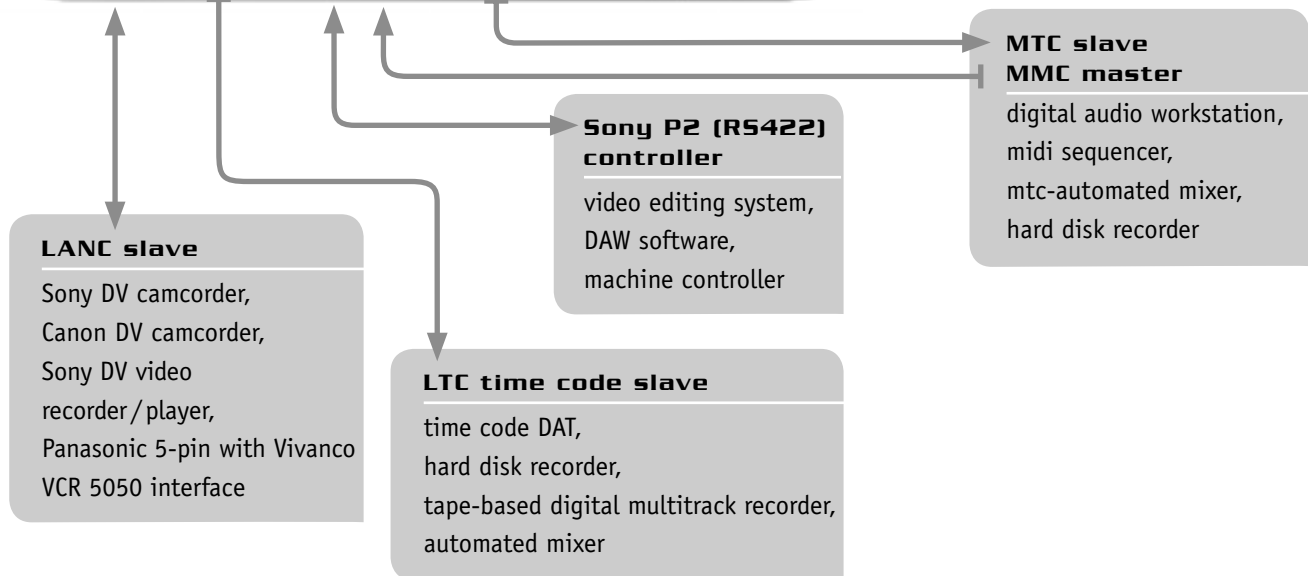 MTC slave
MMC master
digital audio workstation,
midi sequencer,
mtc-automated mixer,
hard disk recorder
Sony P2 (RS422)
controller
video editing system,
DAW software,
machine controller
LANC slave
Sony DV camcorder,
Canon DV camcorder,
Sony DV video
recorder/player,
Panasonic 5-pin with Vivanco
VCR 5050 interface
LTC time code slave
time code DAT,
hard disk recorder,
tape-based digital multitrack recorder,
automated mixer